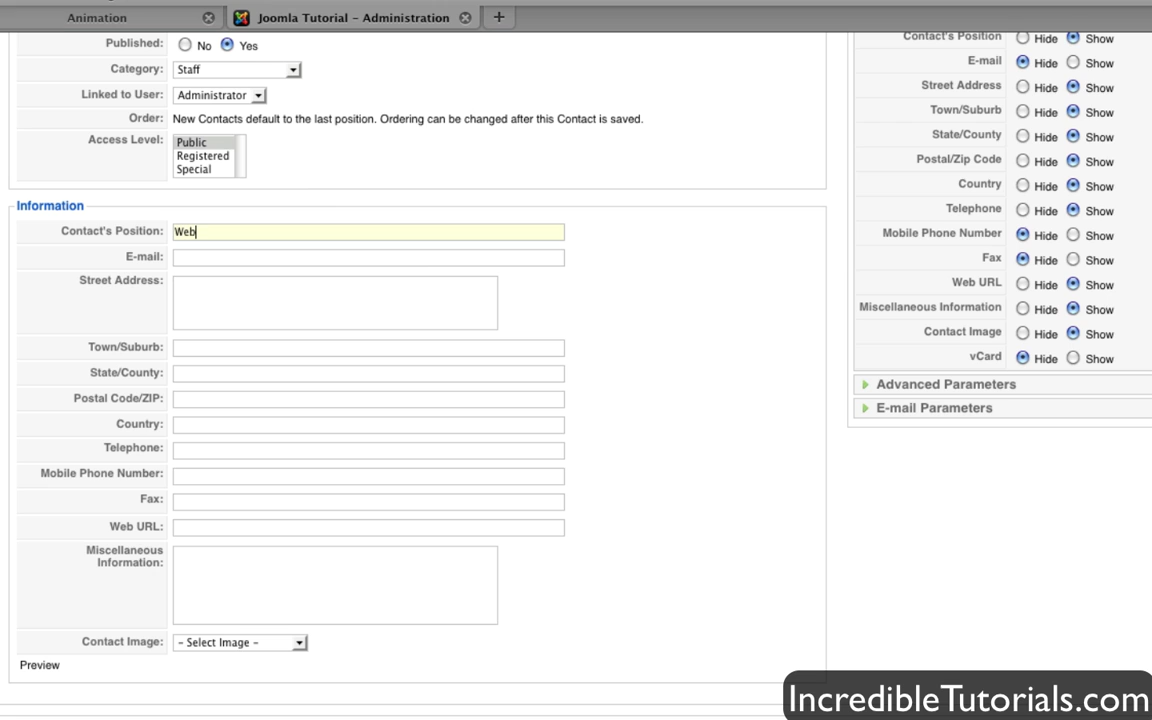 Animation
Joomla Tutorial - Administration
+
Published: No Yes
Category: Staff
Linked to User: Administrator
Order: New Contacts default to the last position. Ordering can be changed after this Contact is saved.
Access Level: Public
Registered
Special
Information
Contact's Position: Web
E-mail:
Street Address:
Town/Suburb:
State/County:
Postal Code/ZIP:
Country:
Telephone:
Mobile Phone Number:
Fax:
Web URL:
Miscellaneous
Information:
Contact Image: - Select Image -
Preview
Contact's Position Hide Show
E-mail Hide Show
Street Address Hide Show
Town/Suburb Hide Show
State/County Hide Show
Postal/Zip Code Hide Show
Country Hide Show
Telephone Hide Show
Mobile Phone Number Hide Show
Fax Hide Show
Web URL Hide Show
Miscellaneous Information Hide Show
Contact Image Hide Show
vCard Hide Show
Advanced Parameters
E-mail Parameters
IncredibleTutorials.com